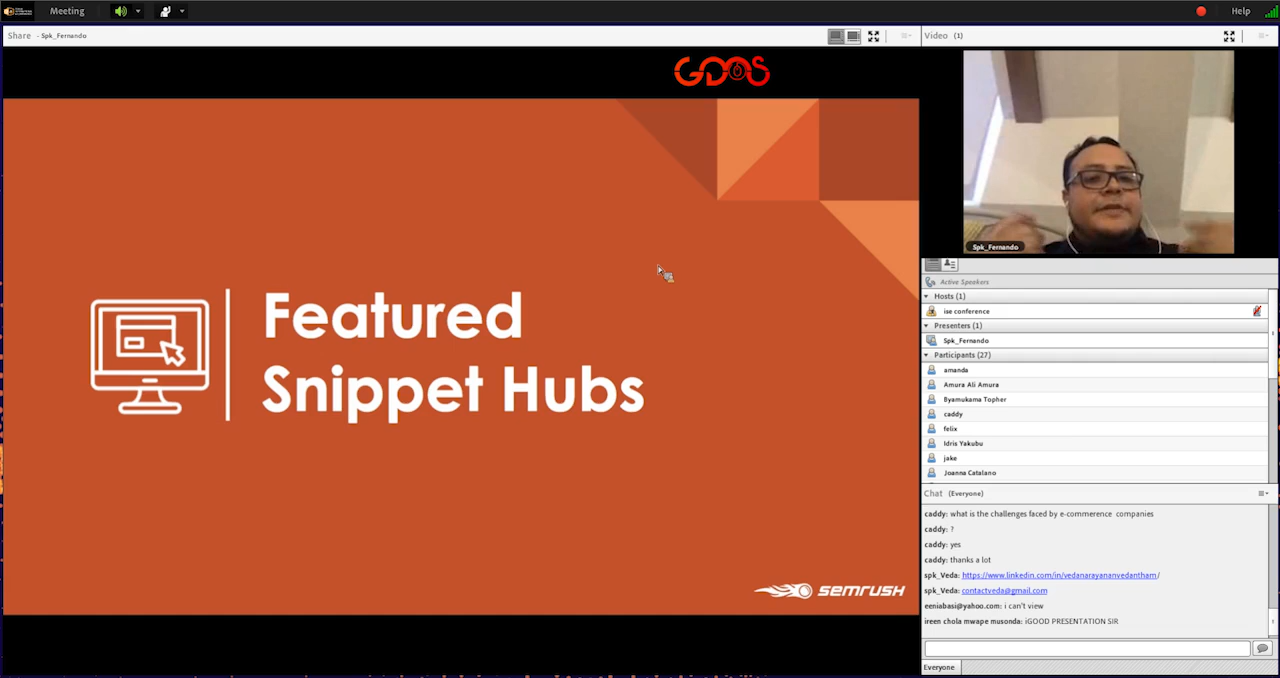 Meeting
Help
Share - Spk_Fernando
Video (1)
GDOS
Featured
Snippet Hubs
SEMRUSH
Spk_Fernando
Active Speakers
Hosts (1)
ise conference
Presenters (1)
Spk_Fernando
Participants (27)
amanda
Amura Ali Amura
Byamukama Topher
caddy
felix
Idris Yakubu
jake
Joanna Catalano
Chat (Everyone)
caddy: what is the challenges faced by e-commerence companies
caddy: ?
caddy: yes
caddy: thanks a lot
spk_Veda: https://www.linkedin.com/in/vedanarayananvedantham/
spk_Veda: contactveda@gmail.com
eeniabasi@yahoo.com: i can't view
ireen chola mwape musonda: iGOOD PRESENTATION SIR
Everyone